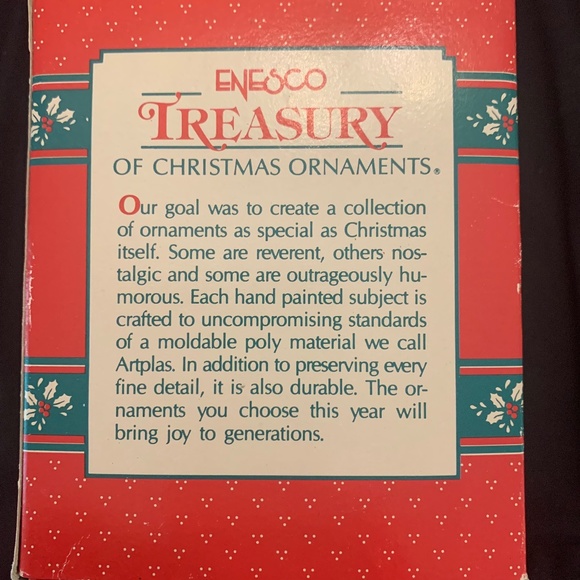 ENESCO
TREASURY
OF CHRISTMAS ORNAMENTS®
Our goal was to create a collection
of ornaments as special as Christmas
itself. Some are reverent, others nos-
talgic and some are outrageously hu-
morous. Each hand painted subject is
crafted to uncompromising standards
of a moldable poly material we call
Artplas. In addition to preserving every
fine detail, it is also durable. The or-
naments you choose this year will
bring joy to generations.